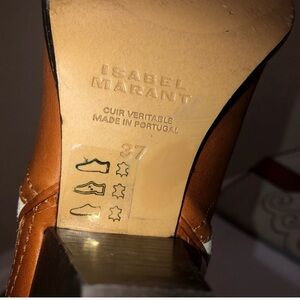 ISABEL
MARANT
CUIR VERITABLE
MADE IN PORTUGAL
37